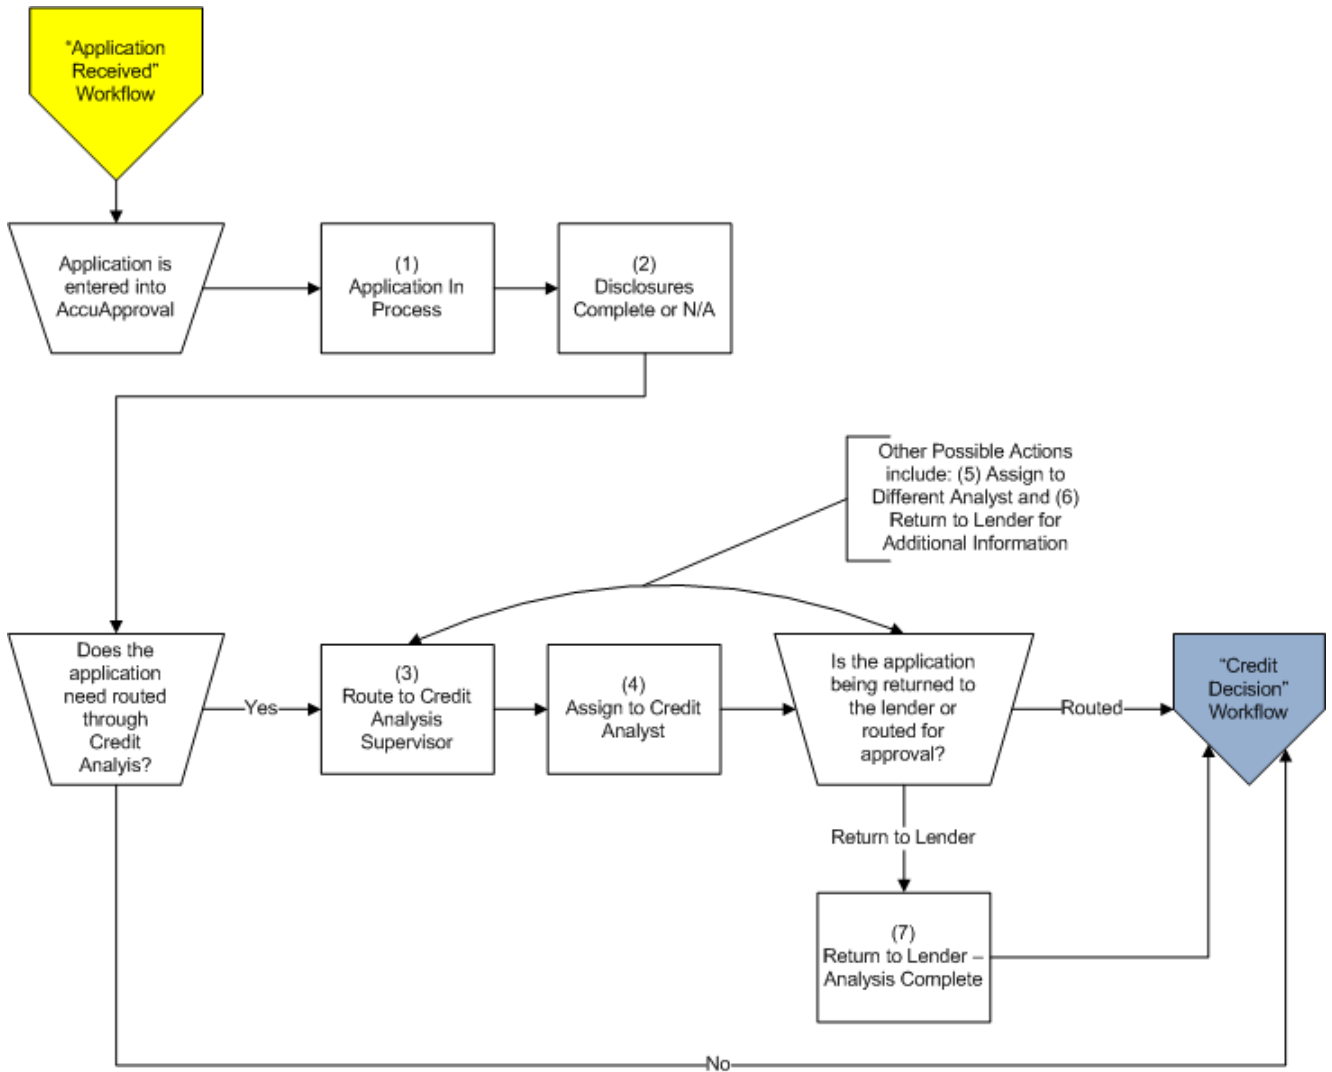 “Application
Received”
Workflow
Application is
entered into
AccuApproval
(1)
Application In
Process
(2)
Disclosures
Complete or N/A
Other Possible Actions
include: (5) Assign to
Different Analyst and (6)
Return to Lender for
Additional Information
Does the
application
need routed
through
Credit
Analyis?
Yes
(3)
Route to Credit
Analysis
Supervisor
(4)
Assign to Credit
Analyst
Is the application
being returned to
the lender or
routed for
approval?
Routed
“Credit
Decision”
Workflow
Return to Lender
(7)
Return to Lender –
Analysis Complete
No